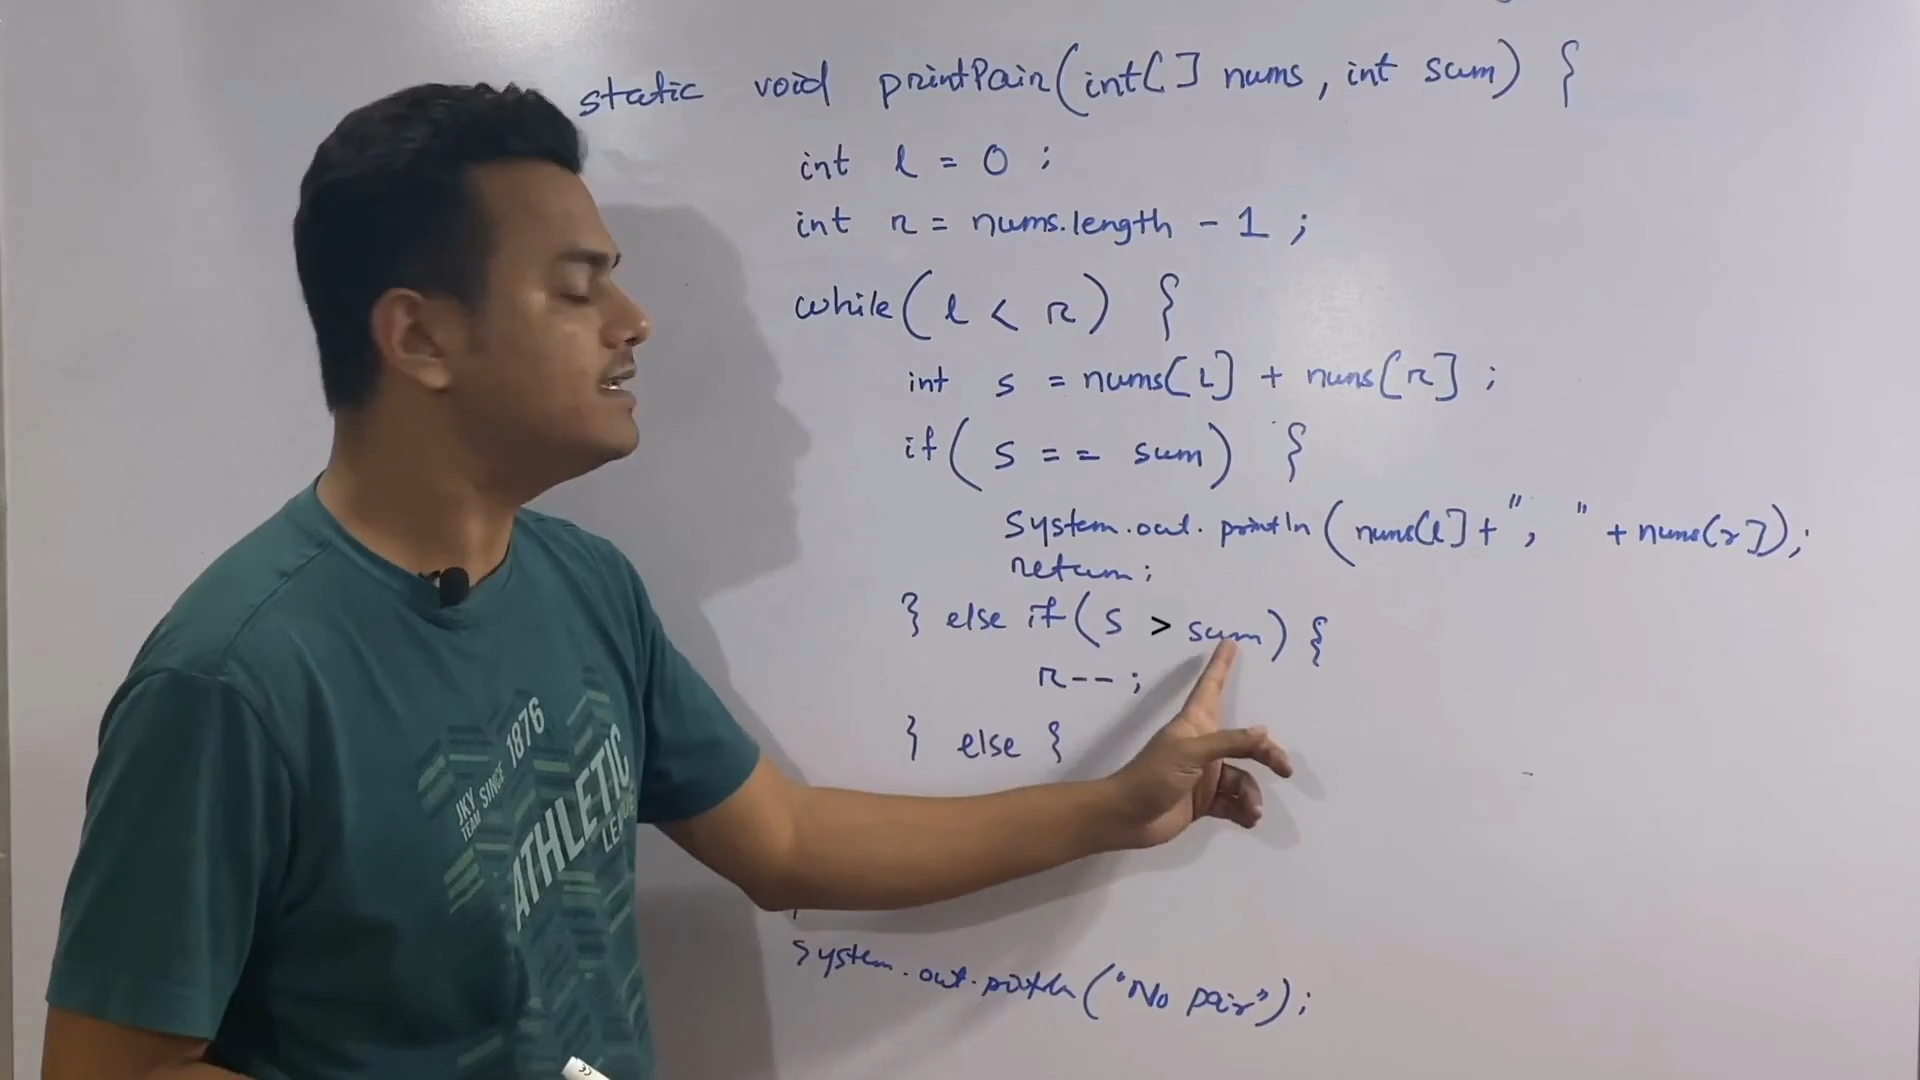 static void printPair(int[] nums, int sum) {
int l = 0 ;
int r = nums.length - 1 ;
while(l < r) {
int s = nums[L] + nums[r] ;
if(s == sum) {
System.out.println(nums[l]+", "+nums[r]);
return;
} else if(s > sum) {
r-- ;
} else {
System.out.println("No pair");
JKY
TEAM
SINCE 1876
ATHLETIC